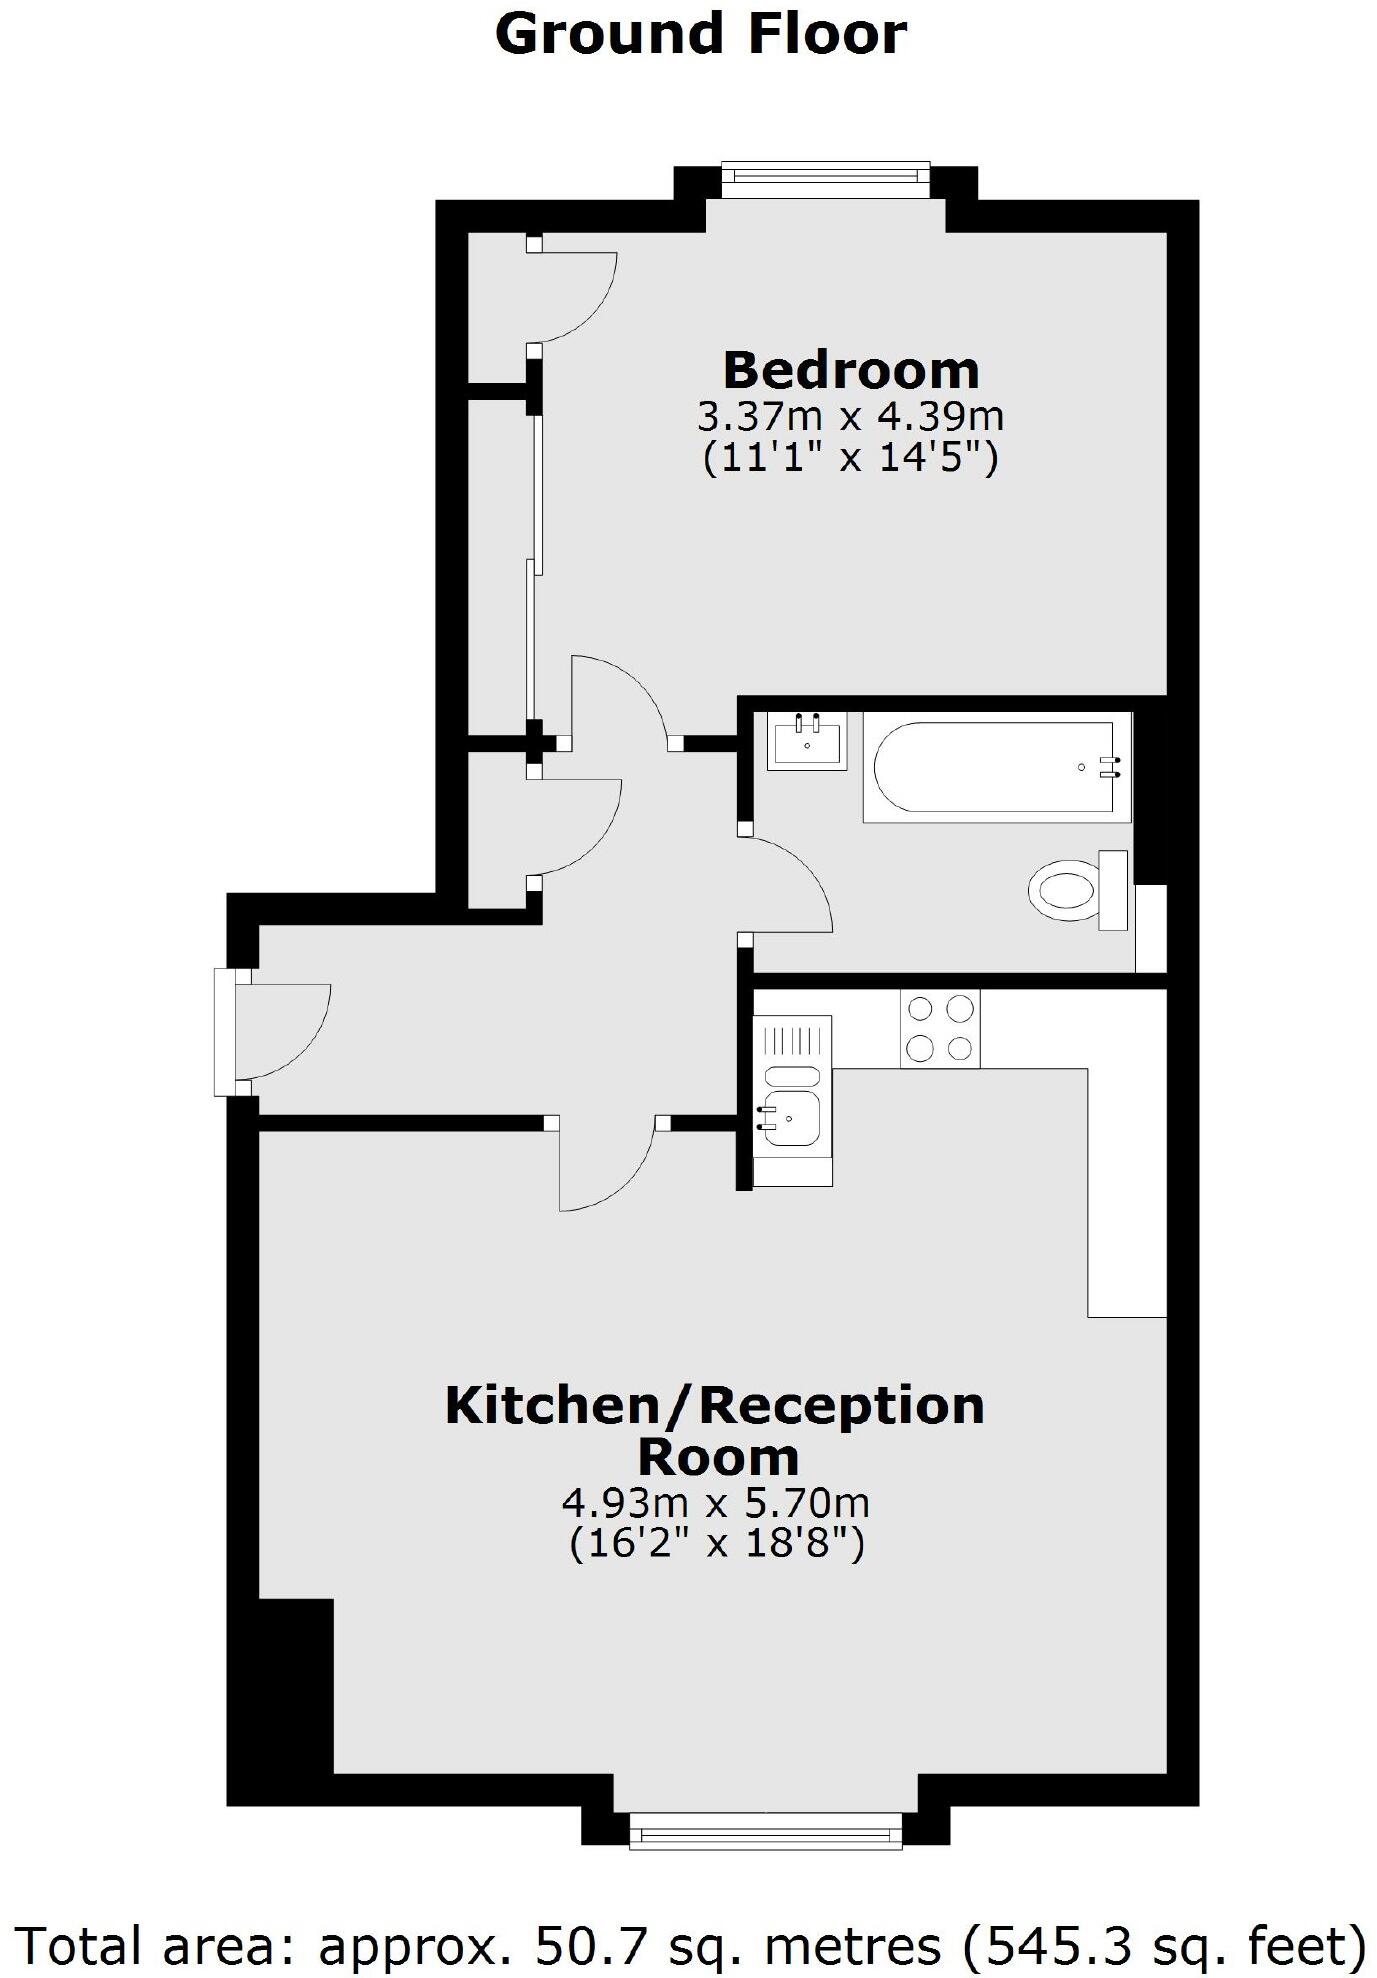 Ground Floor
Bedroom
3.37m x 4.39m
(11'1" x 14'5")
Kitchen/Reception
Room
4.93m x 5.70m
(16'2" x 18'8")
Total area: approx. 50.7 sq. metres (545.3 sq. feet)